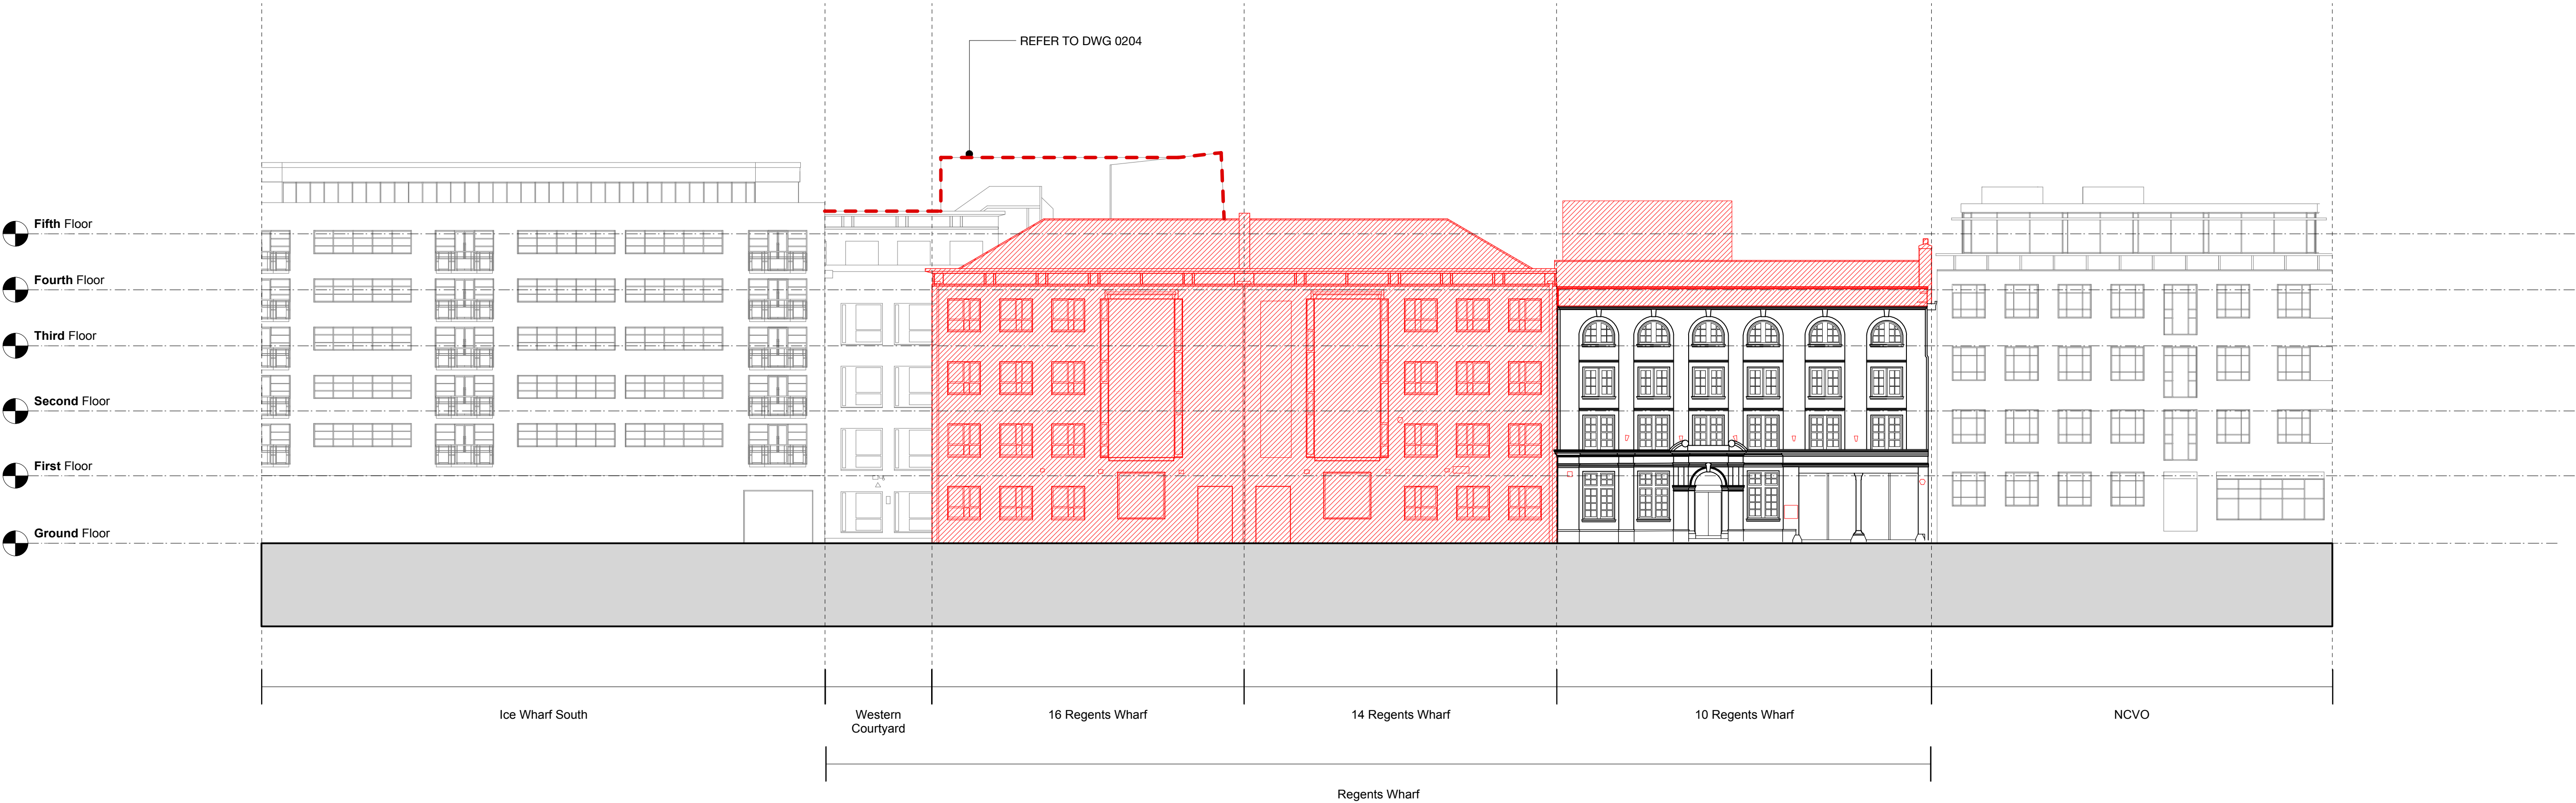 REFER TO DWG 0204
Fifth Floor
Fourth Floor
Third Floor
Second Floor
First Floor
Ground Floor
Ice Wharf South
Western
Courtyard
16 Regents Wharf
14 Regents Wharf
10 Regents Wharf
NCVO
Regents Wharf